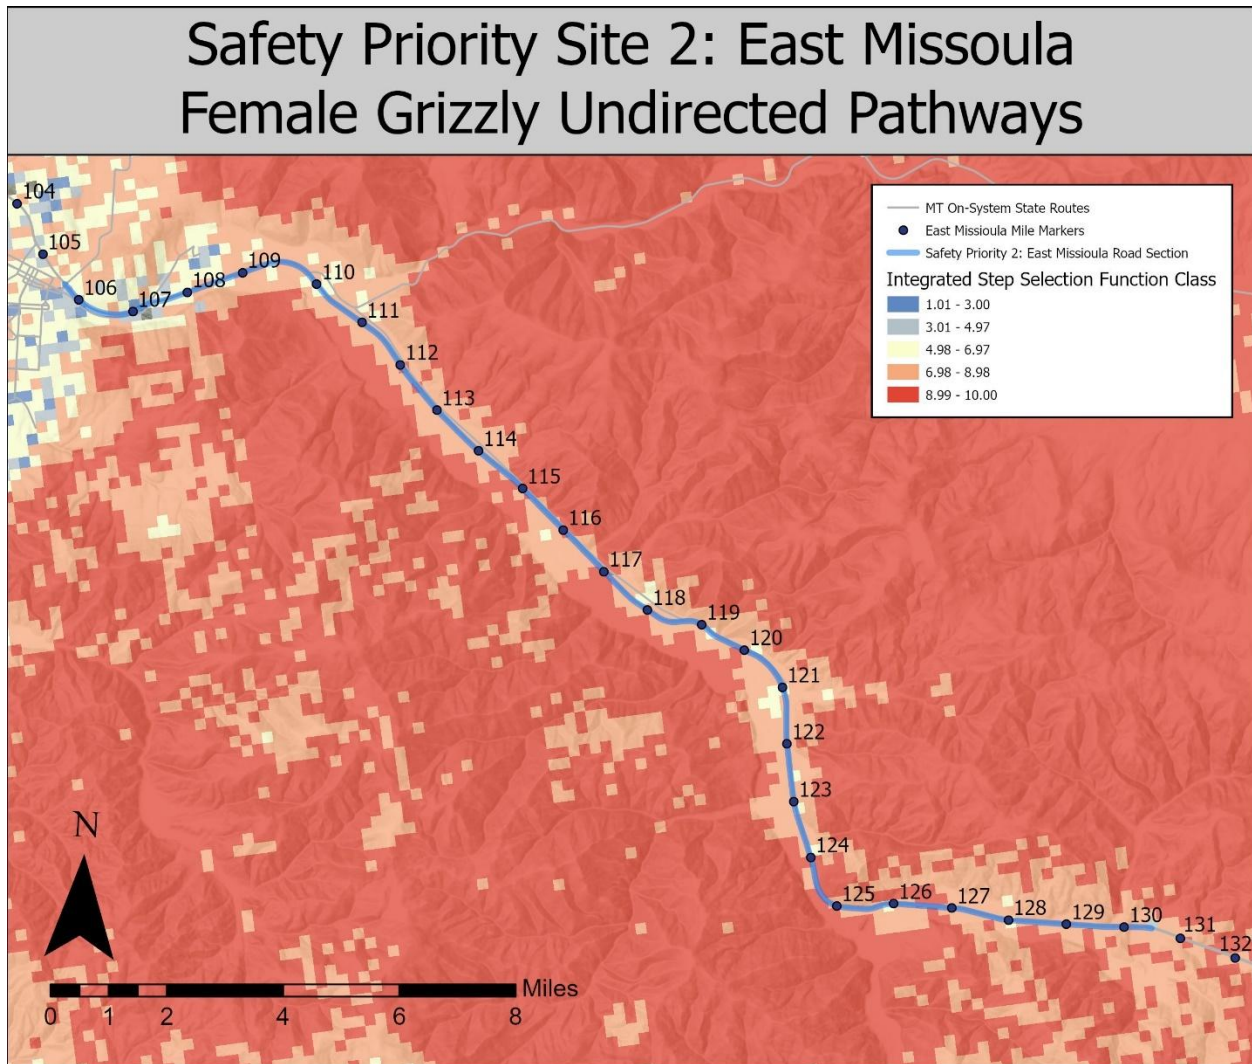 Safety Priority Site 2: East Missoula
Female Grizzly Undirected Pathways
MT On-System State Routes
East Missioula Mile Markers
Safety Priority 2: East Missioula Road Section
Integrated Step Selection Function Class
1.01 - 3.00
3.01 - 4.97
4.98 - 6.97
6.98 - 8.98
8.99 - 10.00
104
105
106
107
108
109
110
111
112
113
114
115
116
117
118
119
120
121
122
123
124
125
126
127
128
129
130
131
132
N
Miles
0 1 2 4 6 8